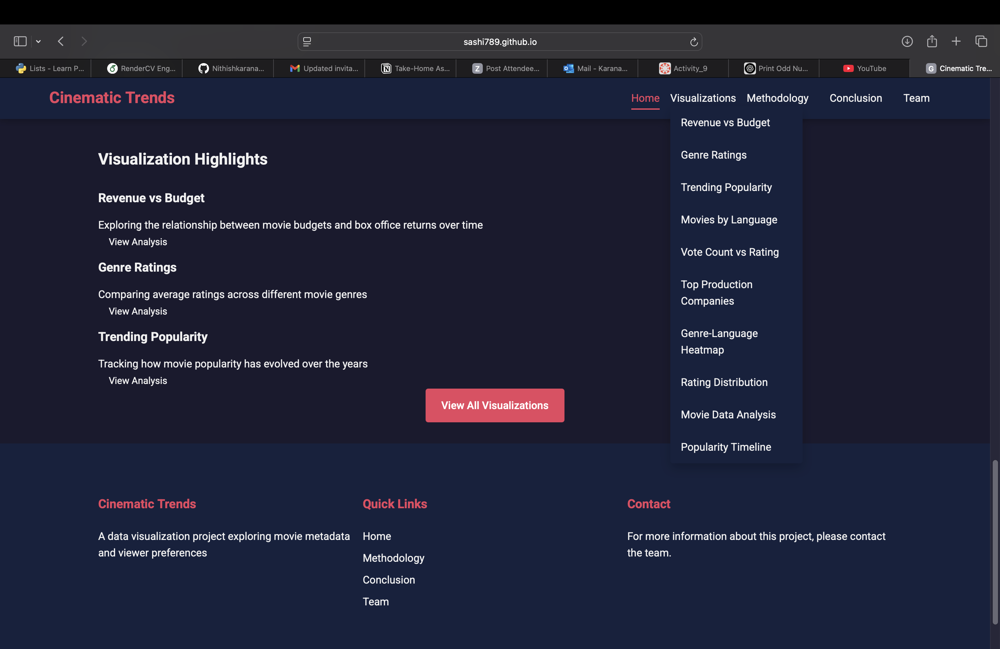 sashi789.github.io
Lists - Learn P...
RenderCV Eng...
Nithishkarana...
Updated invita...
Take-Home As...
Post Attendee...
Mail - Karana...
Activity_9
Print Odd Nu...
YouTube
Cinematic Tre...
Cinematic Trends
Home
Visualizations
Methodology
Conclusion
Team
Revenue vs Budget
Genre Ratings
Trending Popularity
Movies by Language
Vote Count vs Rating
Top Production
Companies
Genre-Language
Heatmap
Rating Distribution
Movie Data Analysis
Popularity Timeline
Visualization Highlights
Revenue vs Budget
Exploring the relationship between movie budgets and box office returns over time
View Analysis
Genre Ratings
Comparing average ratings across different movie genres
View Analysis
Trending Popularity
Tracking how movie popularity has evolved over the years
View Analysis
View All Visualizations
Cinematic Trends
A data visualization project exploring movie metadata
and viewer preferences
Quick Links
Home
Methodology
Conclusion
Team
Contact
For more information about this project, please contact
the team.